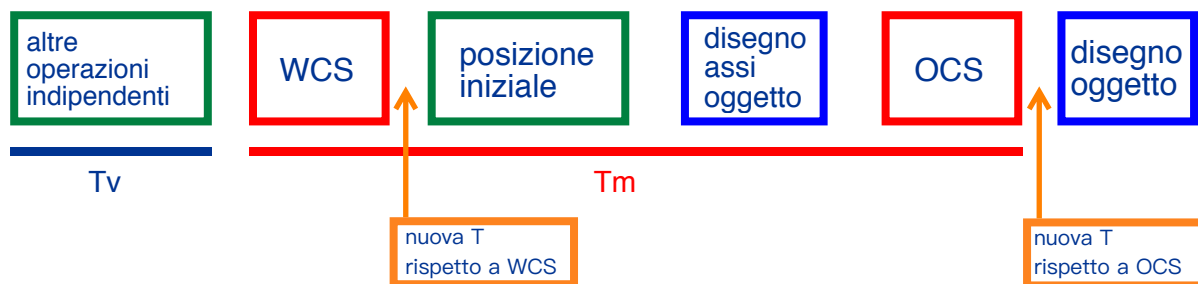 altre
operazioni
indipendenti
WCS
posizione
iniziale
disegno
assi
oggetto
OCS
disegno
oggetto
Tv
Tm
nuova T
rispetto a WCS
nuova T
rispetto a OCS